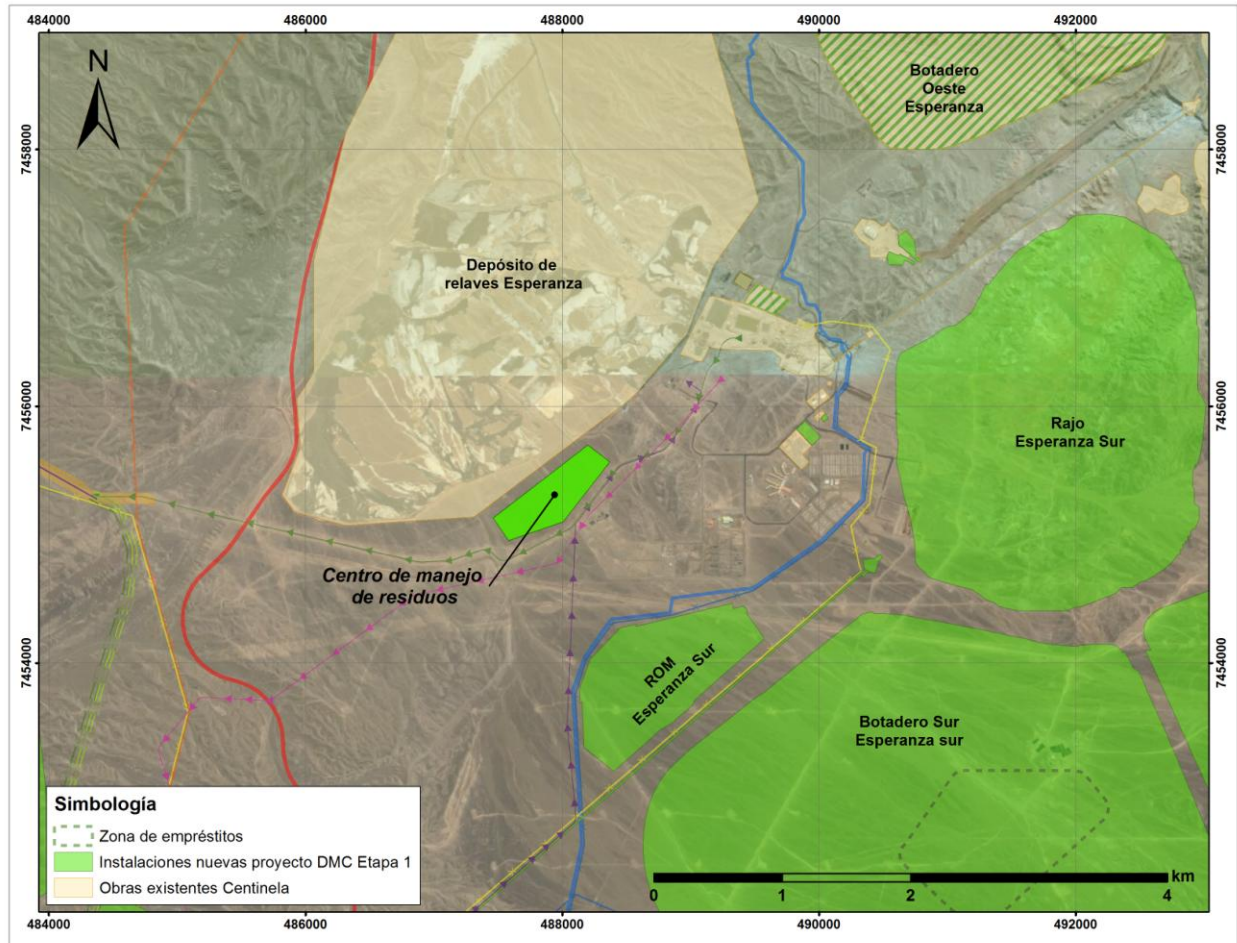 484000
486000
488000
490000
492000
N
Botadero
Oeste
Esperanza
7458000
7458000
Depósito de
relaves Esperanza
7456000
7456000
Rajo
Esperanza Sur
Centro de manejo
de residuos
7454000
7454000
ROM
Esperanza Sur
Botadero Sur
Esperanza sur
Simbología
Zona de empréstitos
Instalaciones nuevas proyecto DMC Etapa 1
Obras existentes Centinela
km
0
1
2
4
484000
486000
488000
490000
492000